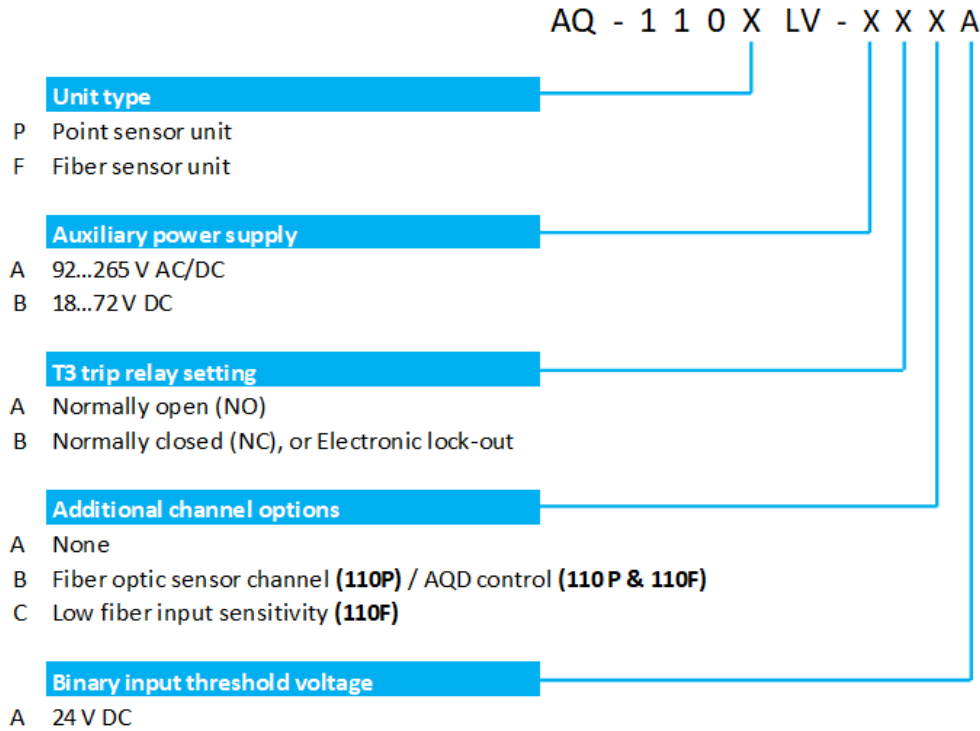 AQ - 1 1 0 X LV - X X X A
Unit type
P Point sensor unit
F Fiber sensor unit
Auxiliary power supply
A 92...265 V AC/DC
B 18...72 V DC
T3 trip relay setting
A Normally open (NO)
B Normally closed (NC), or Electronic lock-out
Additional channel options
A None
B Fiber optic sensor channel (110P) / AQD control (110 P & 110F)
C Low fiber input sensitivity (110F)
Binary input threshold voltage
A 24 V DC